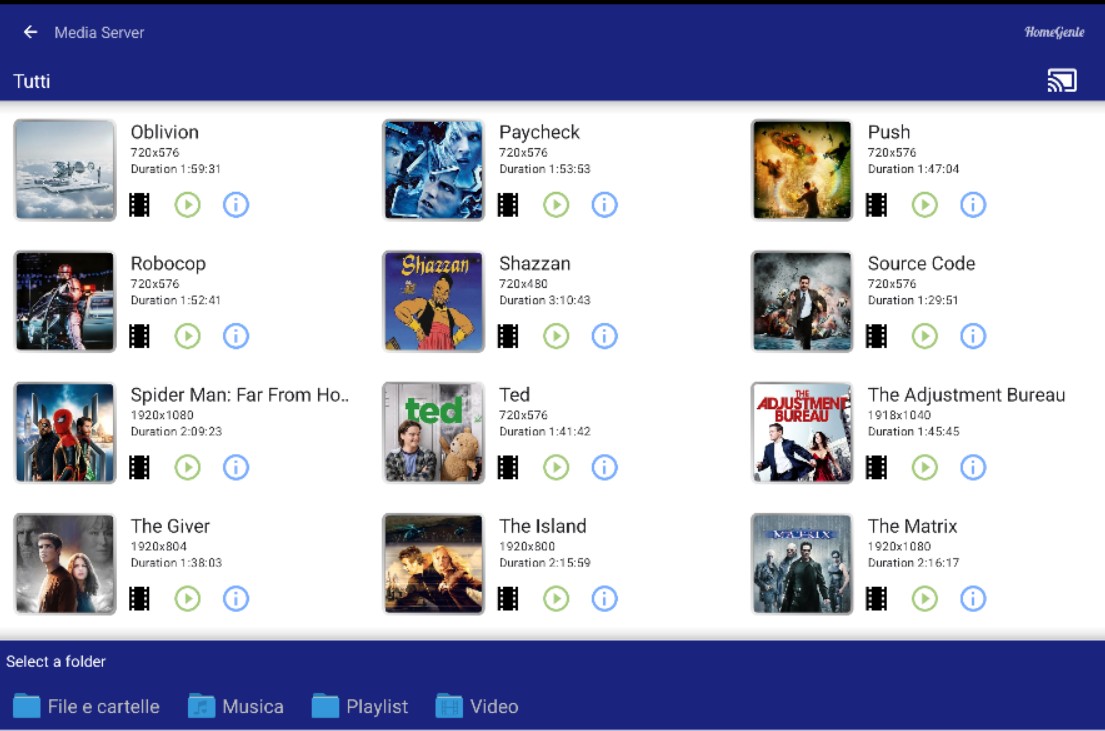 Media Server
HomeGenie
Tutti
Oblivion
720x576
Duration 1:59:31
Paycheck
720x576
Duration 1:53:53
Push
720x576
Duration 1:47:04
Robocop
720x576
Duration 1:52:41
Shazzan
Shazzan
720x480
Duration 3:10:43
Source Code
720x576
Duration 1:29:51
Spider Man: Far From Ho..
1920x1080
Duration 2:09:23
ted
Ted
720x576
Duration 1:41:42
THE
ADJUSTMENT
BUREAU
The Adjustment Bureau
1918x1040
Duration 1:45:45
The Giver
1920x804
Duration 1:38:03
The Island
1920x800
Duration 2:15:59
MATRIX
The Matrix
1920x1080
Duration 2:16:17
Select a folder
File e cartelle
Musica
Playlist
Video